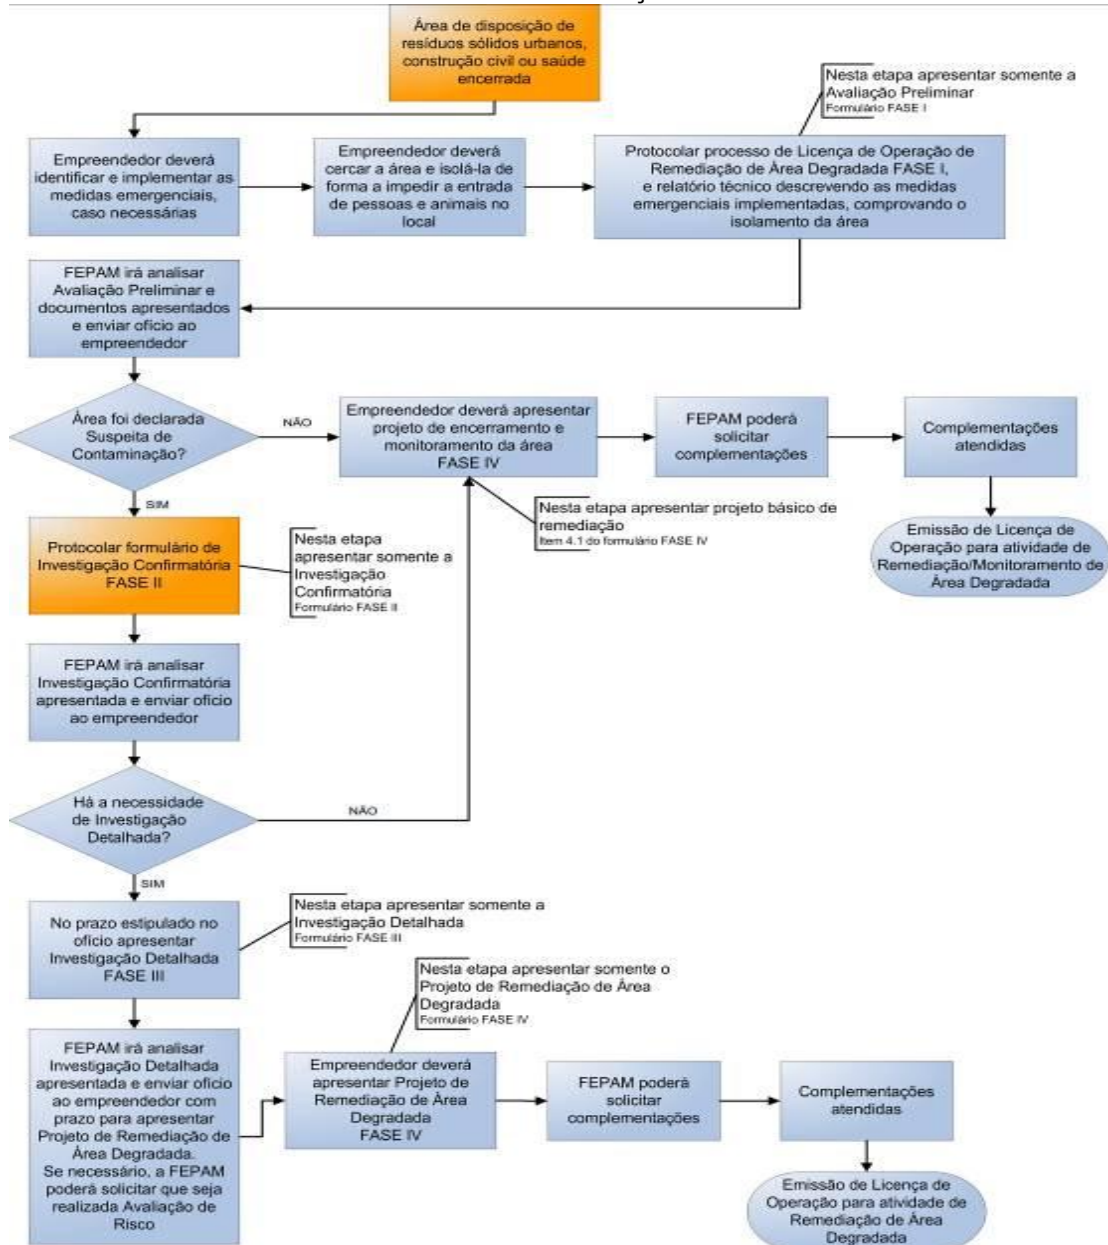 Área de disposição de
resíduos sólidos urbanos,
construção civil ou saúde
encerrada
Nesta etapa apresentar somente a
Avaliação Preliminar
Formulário FASE I
Empreendedor deverá
identificar e implementar as
medidas emergenciais,
caso necessárias
Empreendedor deverá
cercar a área e isolá-la de
forma a impedir a entrada
de pessoas e animais no
local
Protocolar processo de Licença de Operação de
Remediação de Área Degradada FASE I,
e relatório técnico descrevendo as medidas
emergenciais implementadas, comprovando o
isolamento da área
FEPAM irá analisar
Avaliação Preliminar e
documentos apresentados
e enviar ofício ao
empreendedor
Área foi declarada
Suspeita de
Contaminação?
NÃO
Empreendedor deverá apresentar
projeto de encerramento e
monitoramento da área
FASE IV
FEPAM poderá
solicitar
complementações
Complementações
atendidas
SIM
Nesta etapa apresentar projeto básico de
remediação
Item 4.1 do formulário FASE IV
Emissão de Licença de
Operação para atividade de
Remediação/Monitoramento de
Área Degradada
Protocolar formulário de
Investigação Confirmatória
FASE II
Nesta etapa
apresentar somente a
Investigação
Confirmatória
Formulário FASE II
FEPAM irá analisar
Investigação Confirmatória
apresentada e enviar ofício
ao empreendedor
Há a necessidade
de Investigação
Detalhada?
NÃO
SIM
No prazo estipulado no
ofício apresentar
Investigação Detalhada
FASE III
Nesta etapa apresentar somente a
Investigação Detalhada
Formulário FASE III
Nesta etapa apresentar somente o
Projeto de Remediação de Área
Degradada
Formulário FASE IV
FEPAM irá analisar
Investigação Detalhada
apresentada e enviar ofício
ao empreendedor com
prazo para apresentar
Projeto de Remediação de
Área Degradada.
Se necessário, a FEPAM
poderá solicitar que seja
realizada Avaliação de
Risco
Empreendedor deverá
apresentar Projeto de
Remediação de Área
Degradada
FASE IV
FEPAM poderá
solicitar
complementações
Complementações
atendidas
Emissão de Licença de
Operação para atividade de
Remediação de Área
Degradada